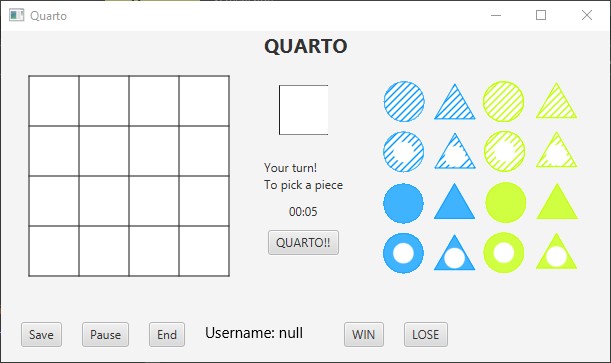 Quarto
QUARTO
Your turn!
To pick a piece
00:05
QUARTO!!
Save
Pause
End
Username: null
WIN
LOSE